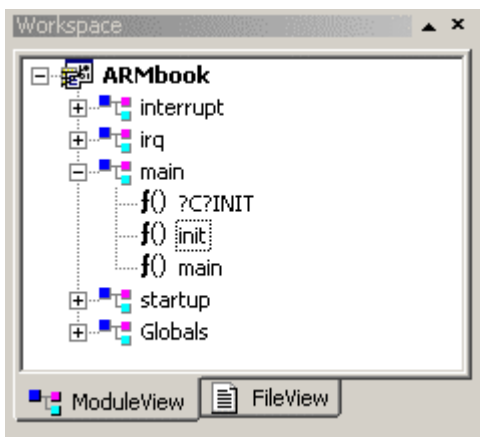 Workspace
ARMbook
interrupt
irq
main
f() ?C?INIT
f() init
f() main
startup
Globals
ModuleView FileView